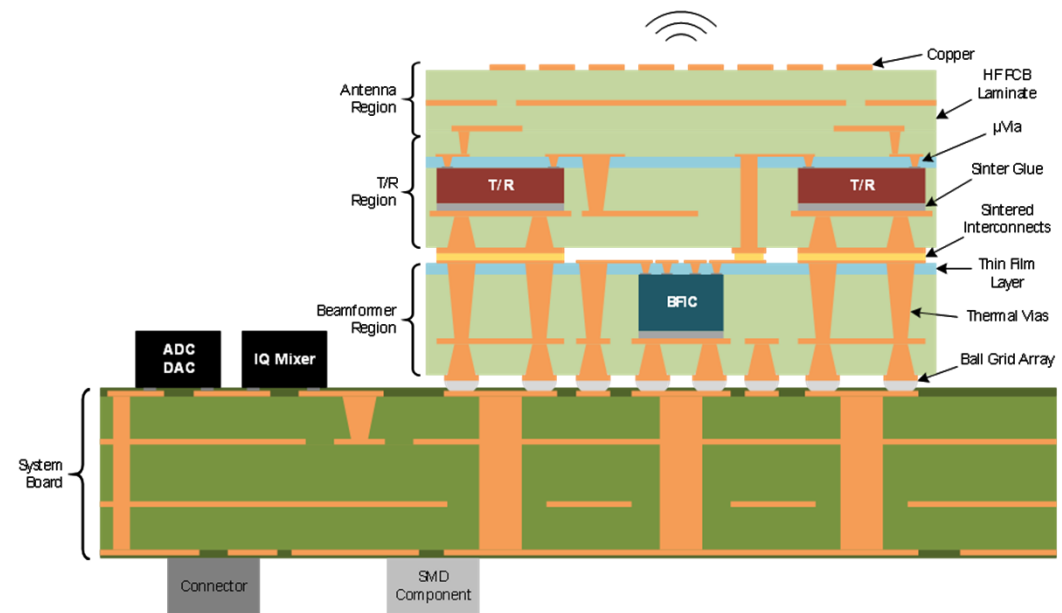 Copper
HF PCB
Laminate
Antenna
Region
µVia
T/R
T/R
Sinter Glue
T/R
Region
Sintered
Interconnects
Thin Film
Layer
BFIC
Beamformer
Region
Thermal Vias
ADC
DAC
IQ Mixer
Ball Grid Array
System
Board
Connector
SMD
Component